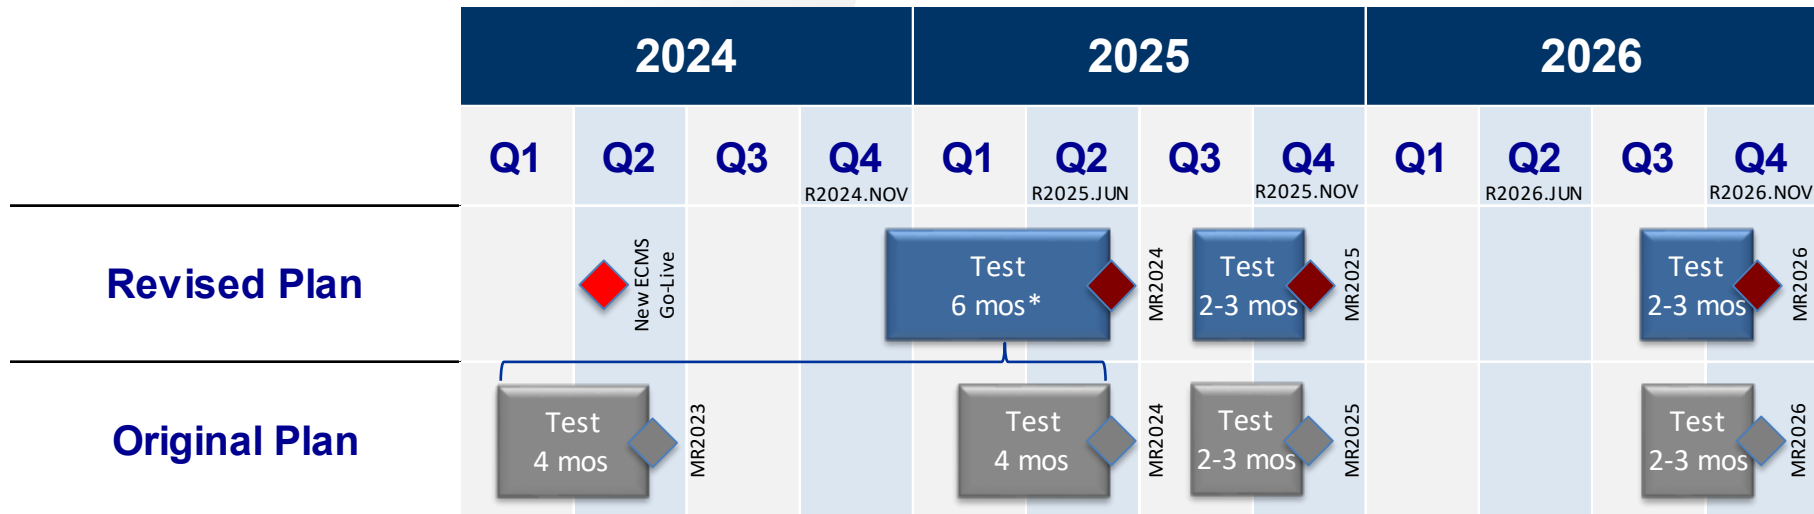 2024
2025
2026
Q1
Q2
Q3
Q4
R2024.NOV
Q1
Q2
R2025.JUN
Q3
Q4
R2025.NOV
Q1
Q2
R2026.JUN
Q3
Q4
R2026.NOV
Revised Plan
New ECMS
Go-Live
Test
6 mos*
MR2024
Test
2-3 mos
MR2025
Test
2-3 mos
MR2026
Original Plan
Test
4 mos
MR2023
Test
4 mos
MR2024
Test
2-3 mos
MR2025
Test
2-3 mos
MR2026